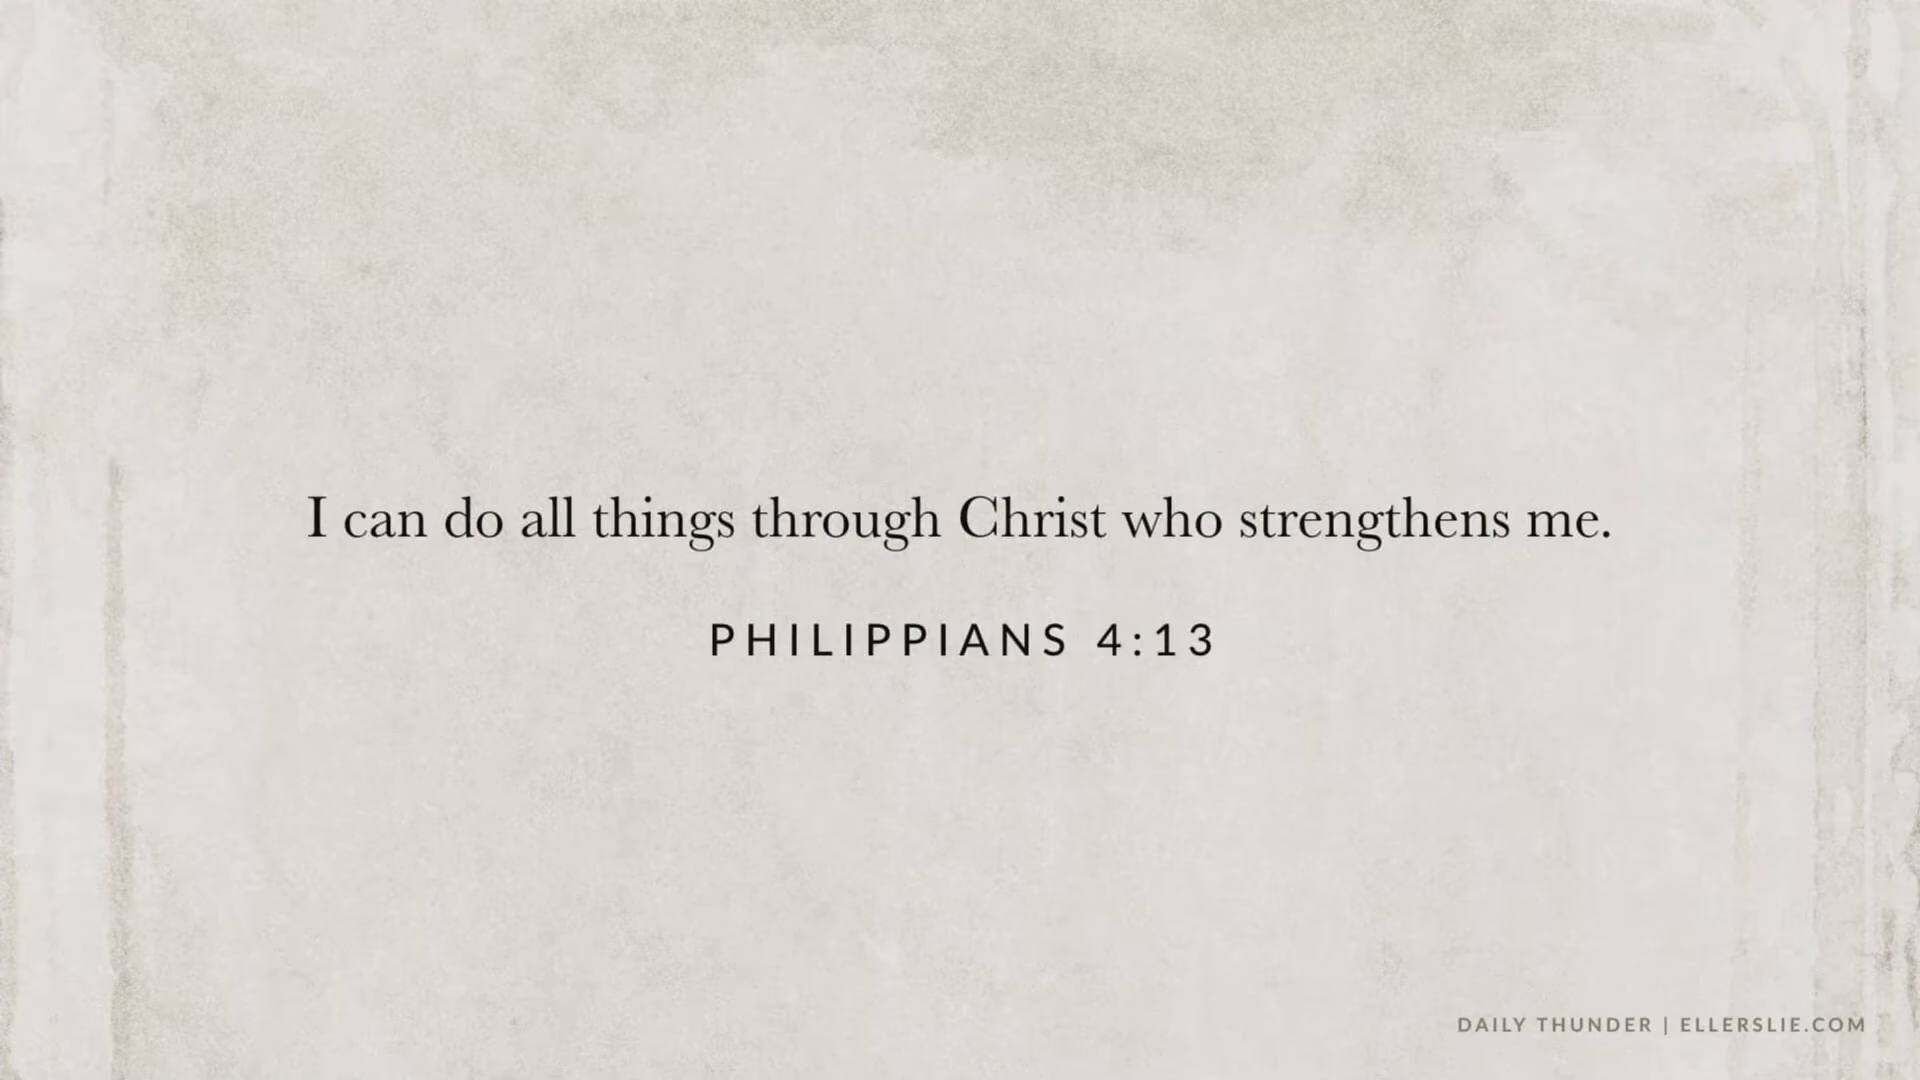 I can do all things through Christ who strengthens me.
PHILIPPIANS 4:13
DAILY THUNDER | ELLERSLIE.COM